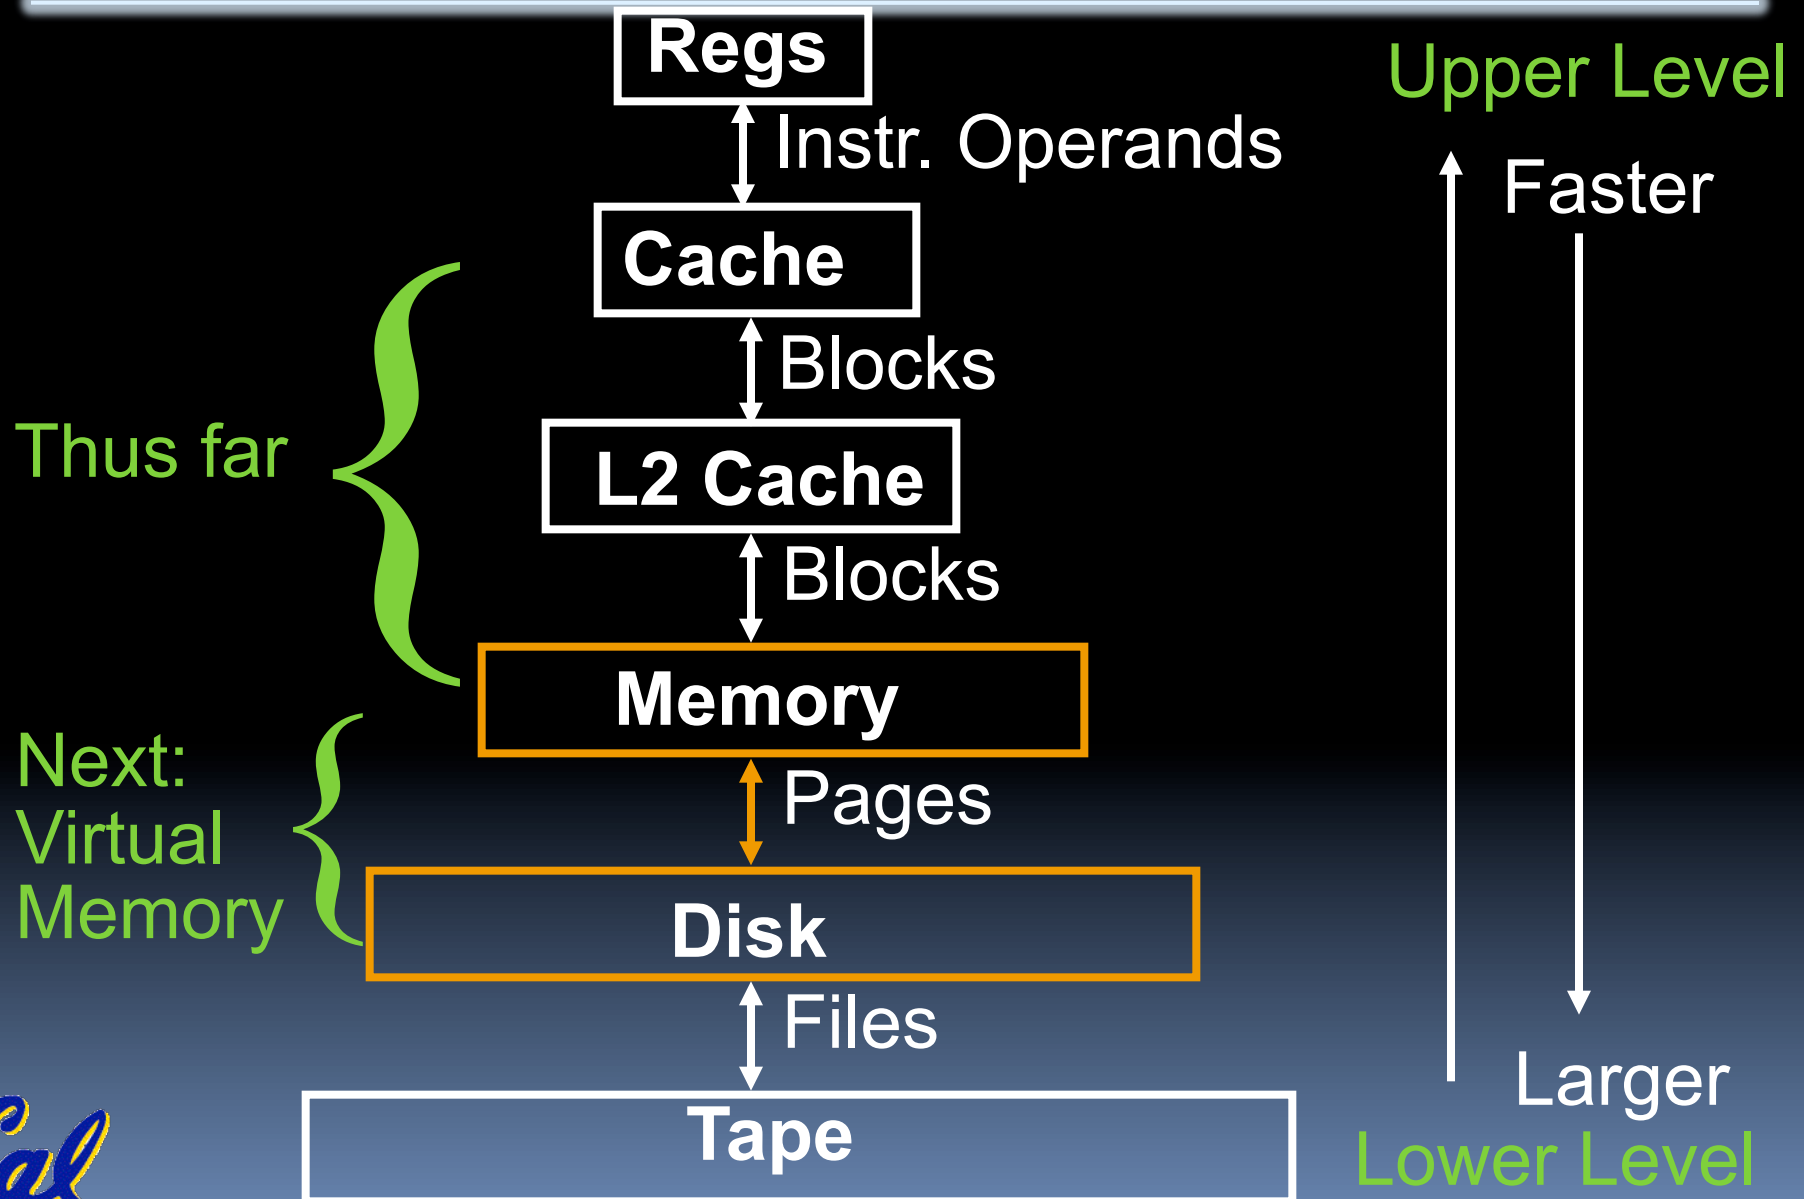 Regs
Upper Level
Instr. Operands
Faster
Cache
Blocks
Thus far
L2 Cache
Blocks
Memory
Next:
Virtual
Memory
Pages
Disk
Files
Larger
Tape
Lower Level